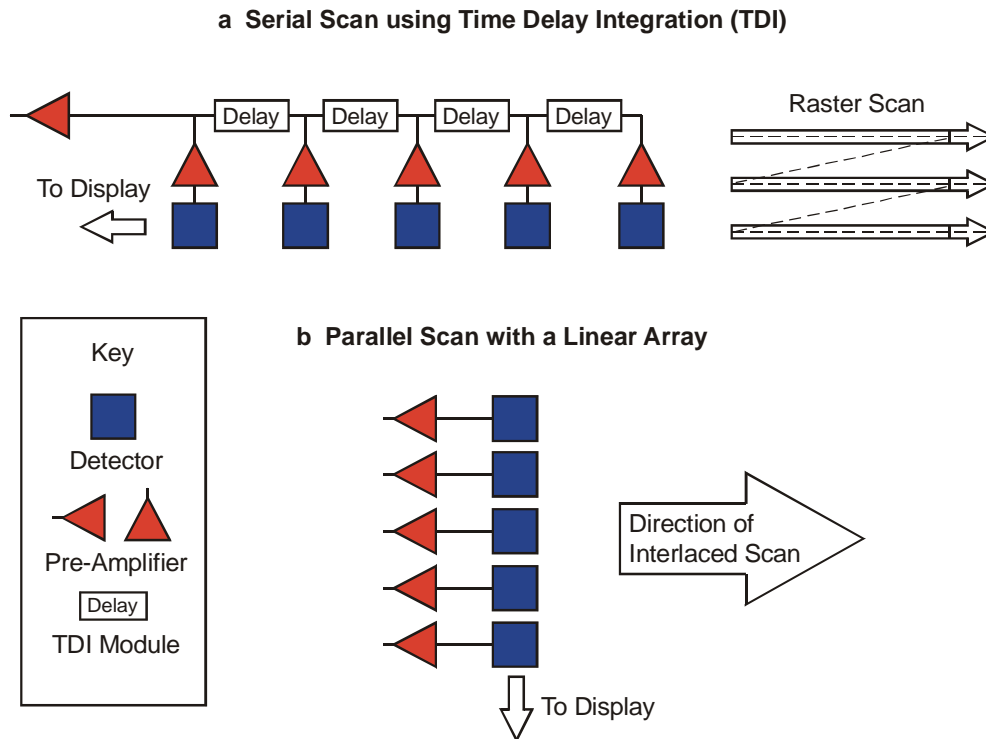 a Serial Scan using Time Delay Integration (TDI)
Delay Delay Delay Delay
Raster Scan
To Display
b Parallel Scan with a Linear Array
Key
Detector
Pre-Amplifier
Delay
TDI Module
Direction of
Interlaced Scan
To Display